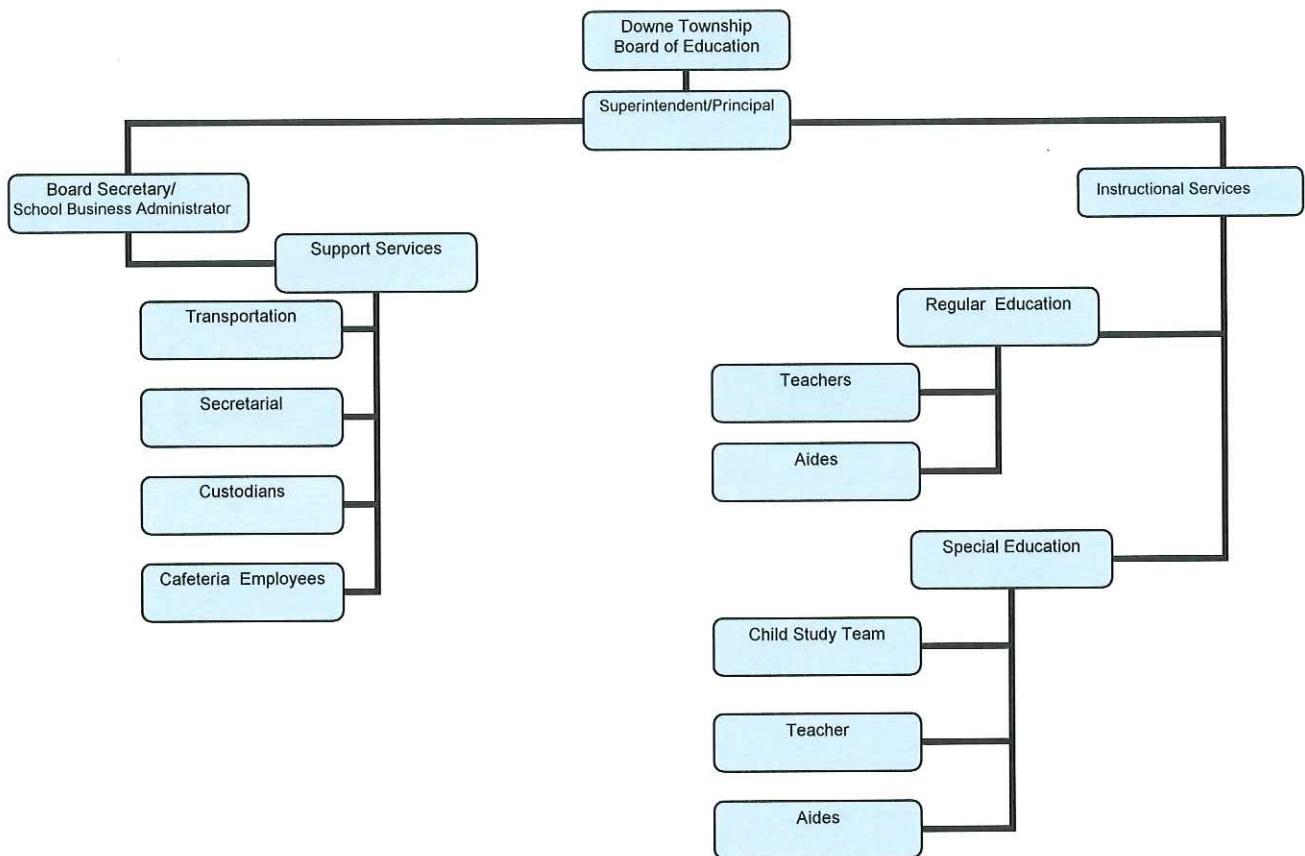 Downe Township
Board of Education
Superintendent/Principal
Board Secretary/
School Business Administrator
Instructional Services
Support Services
Transportation
Secretarial
Custodians
Cafeteria Employees
Regular Education
Teachers
Aides
Special Education
Child Study Team
Teacher
Aides